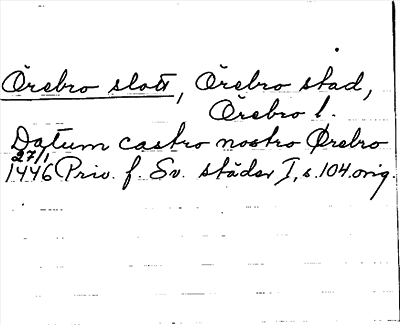 Örebro slott, Örebro stad,
Örebro l.
Datum castro nostro Ørebro
27/1
1446 Priv. f. Sv. städer I, s. 104 orig.